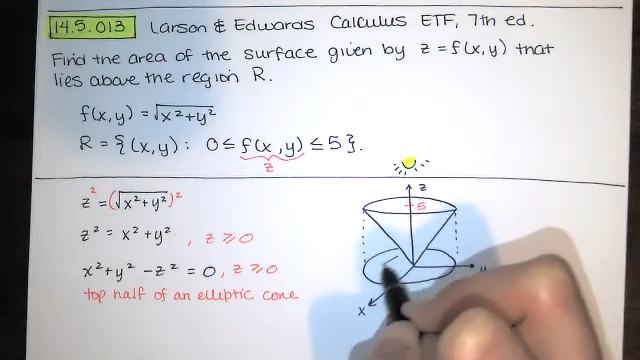 14.5.013 Larson & Edwards Calculus ETF, 7th ed.
Find the area of the surface given by z = f(x,y) that
lies above the region R.
f(x,y) = √x²+y²
R = {(x,y): 0 ≤ f(x,y) ≤ 5}.
z
z² = (√x²+y²)²
z² = x²+y² , z ≥ 0
x²+y² - z² = 0, z ≥ 0
top half of an elliptic cone
z
5
y
x